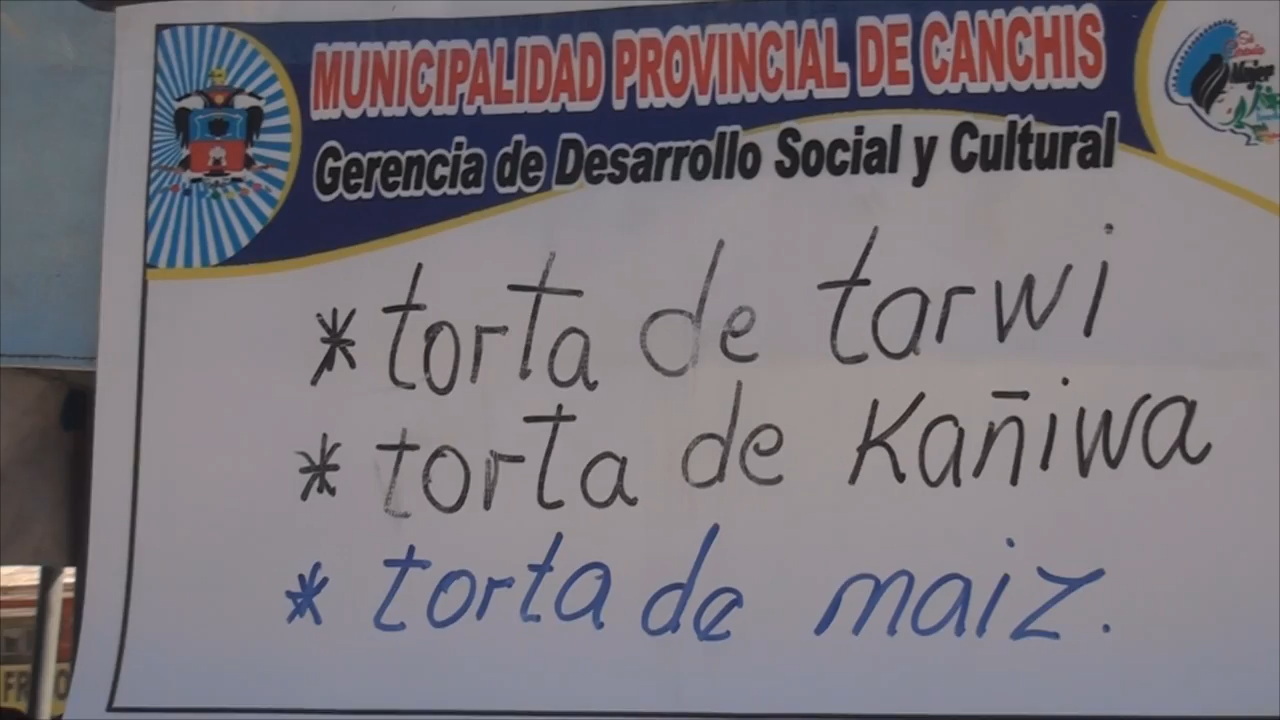 MUNICIPALIDAD PROVINCIAL DE CANCHIS
Gerencia de Desarrollo Social y Cultural
* torta de tarwi
* torta de Kañiwa
* torta de maiz.